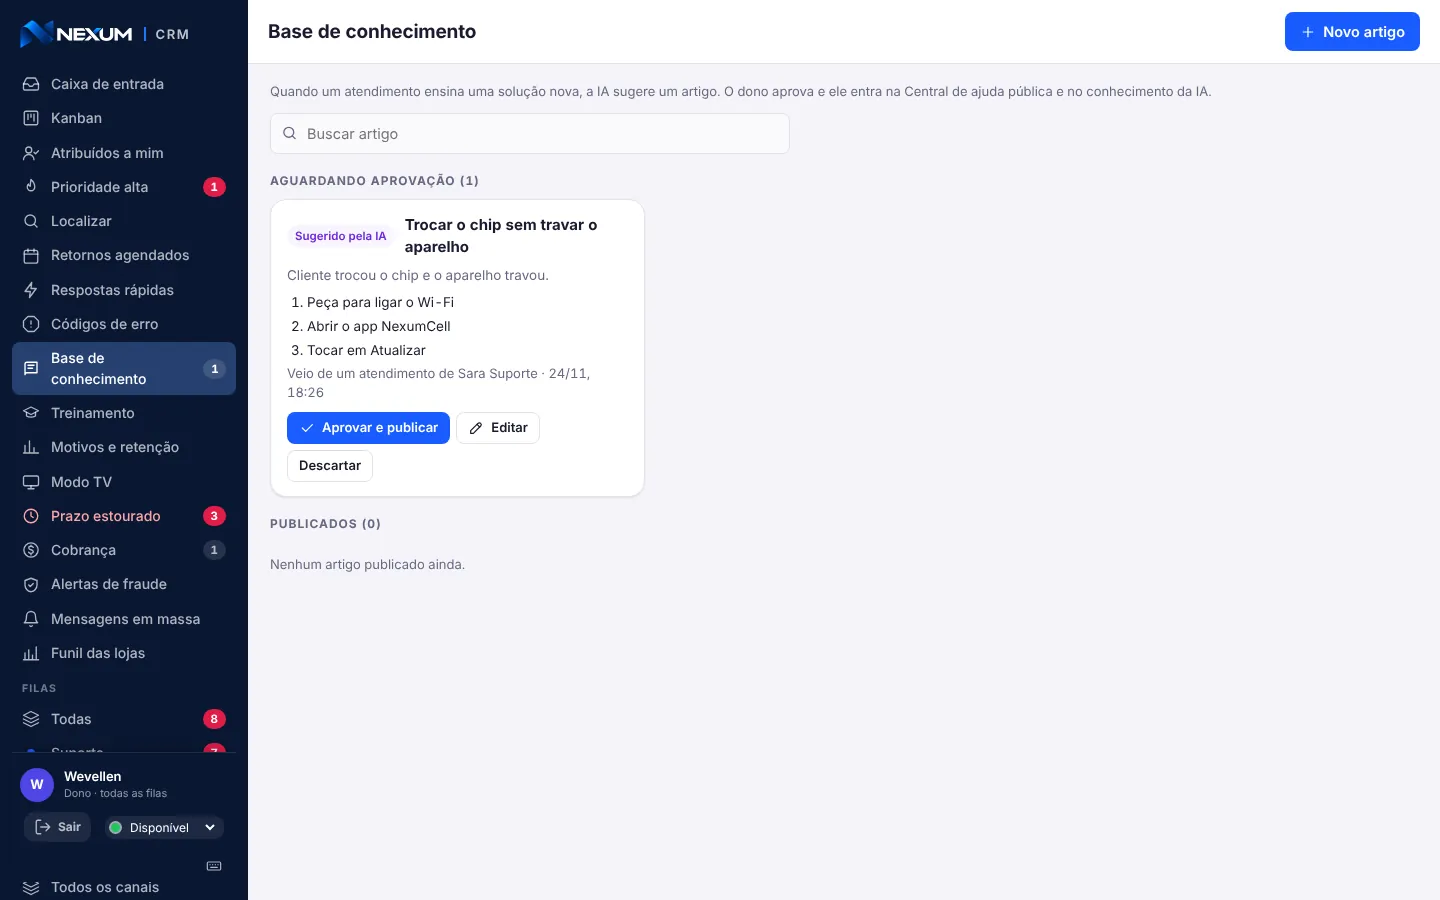 NEXUM | CRM
Caixa de entrada
Kanban
Atribuídos a mim
Prioridade alta 1
Localizar
Retornos agendados
Respostas rápidas
Códigos de erro
Base de
conhecimento 1
Treinamento
Motivos e retenção
Modo TV
Prazo estourado 3
Cobrança 1
Alertas de fraude
Mensagens em massa
Funil das lojas
FILAS
Todas 8
Suporte 7
W
Wevellen
Dono · todas as filas
Sair
Disponível
Todos os canais
Base de conhecimento
+ Novo artigo
Quando um atendimento ensina uma solução nova, a IA sugere um artigo. O dono aprova e ele entra na Central de ajuda pública e no conhecimento da IA.
Buscar artigo
AGUARDANDO APROVAÇÃO (1)
Sugerido pela IA
Trocar o chip sem travar o
aparelho
Cliente trocou o chip e o aparelho travou.
1. Peça para ligar o Wi-Fi
2. Abrir o app NexumCell
3. Tocar em Atualizar
Veio de um atendimento de Sara Suporte · 24/11,
18:26
Aprovar e publicar
Editar
Descartar
PUBLICADOS (0)
Nenhum artigo publicado ainda.